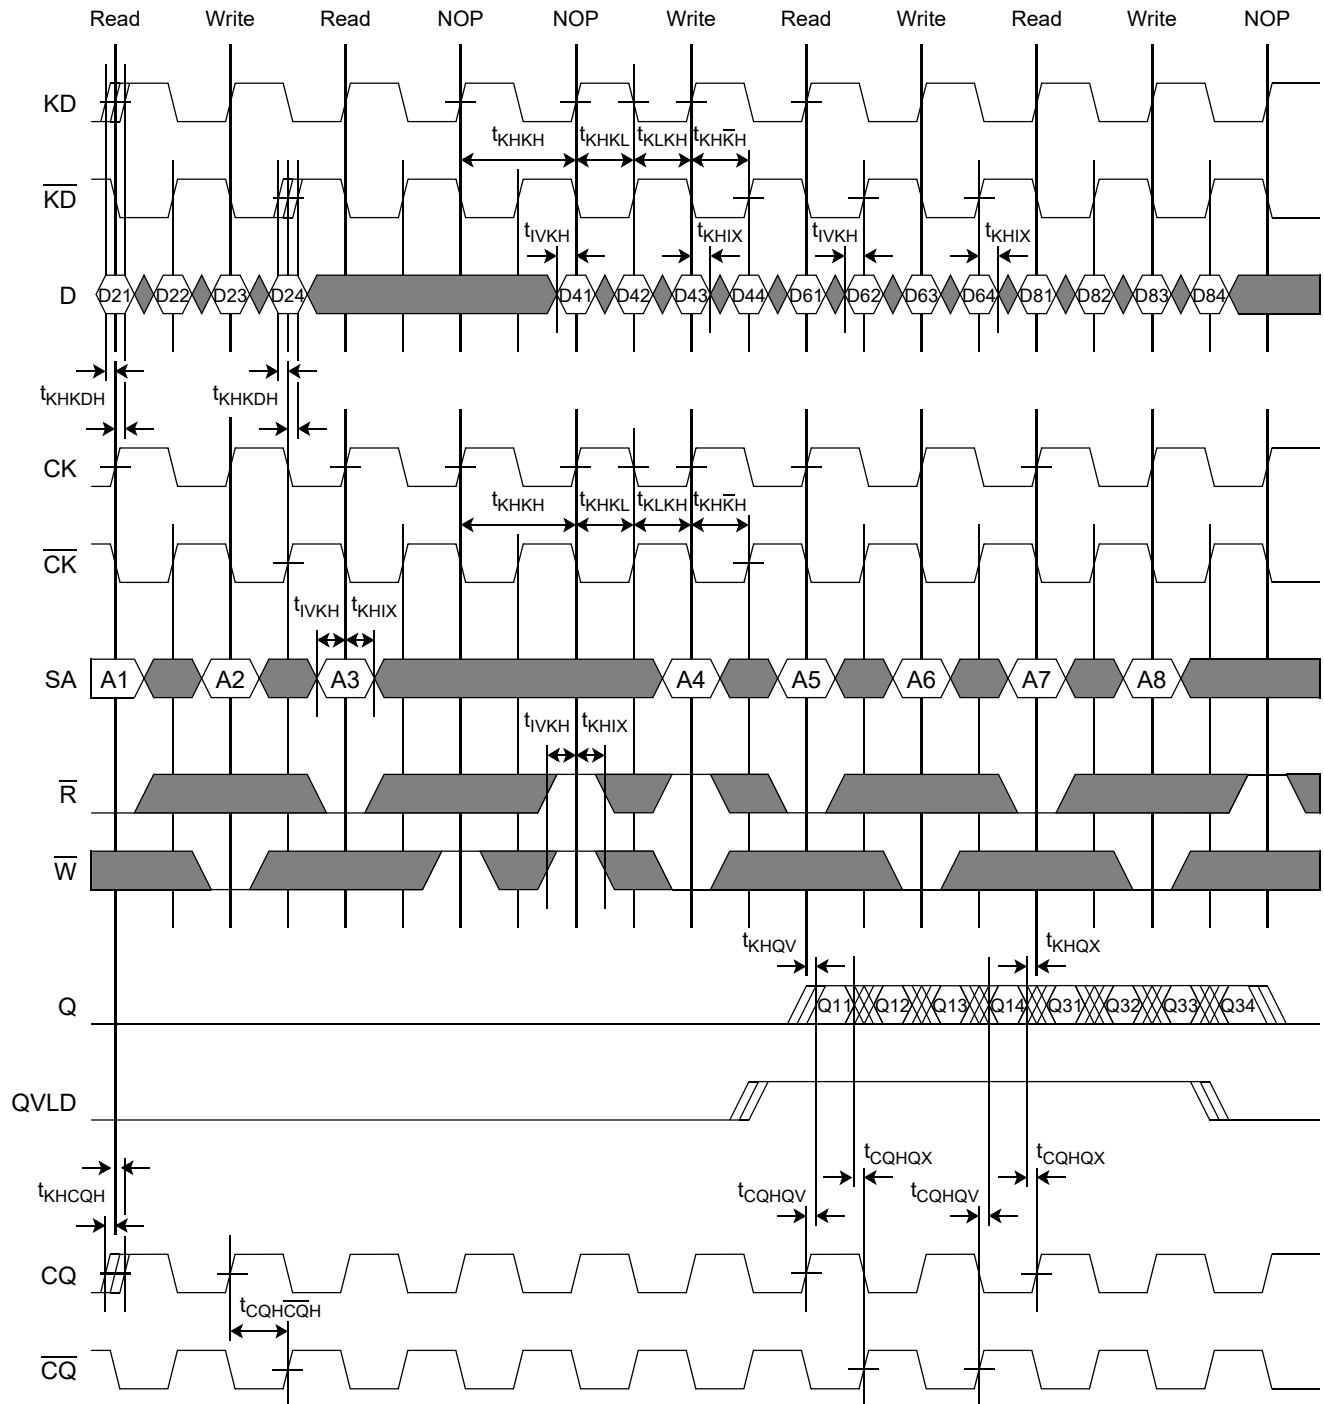 Read Write Read NOP NOP Write Read Write Read Write NOP
KD
tKHKH tKHKL tKLKH tKHK̅H
K̅D̅
tIVKH tKHIX tIVKH tKHIX
D D21 D22 D23 D24 D41 D42 D43 D44 D61 D62 D63 D64 D81 D82 D83 D84
tKHKDH tKHKDH
CK
tKHKH tKHKL tKLKH tKHK̅H
C̅K̅
tIVKH tKHIX
SA A1 A2 A3 A4 A5 A6 A7 A8
tIVKH tKHIX
R̅
W̅
tKHQV tKHQX
Q Q11 Q12 Q13 Q14 Q31 Q32 Q33 Q34
QVLD
tCQHQX tCQHQX
tKHCQH tCQHQV tCQHQV
CQ
tCQHC̅Q̅H
C̅Q̅